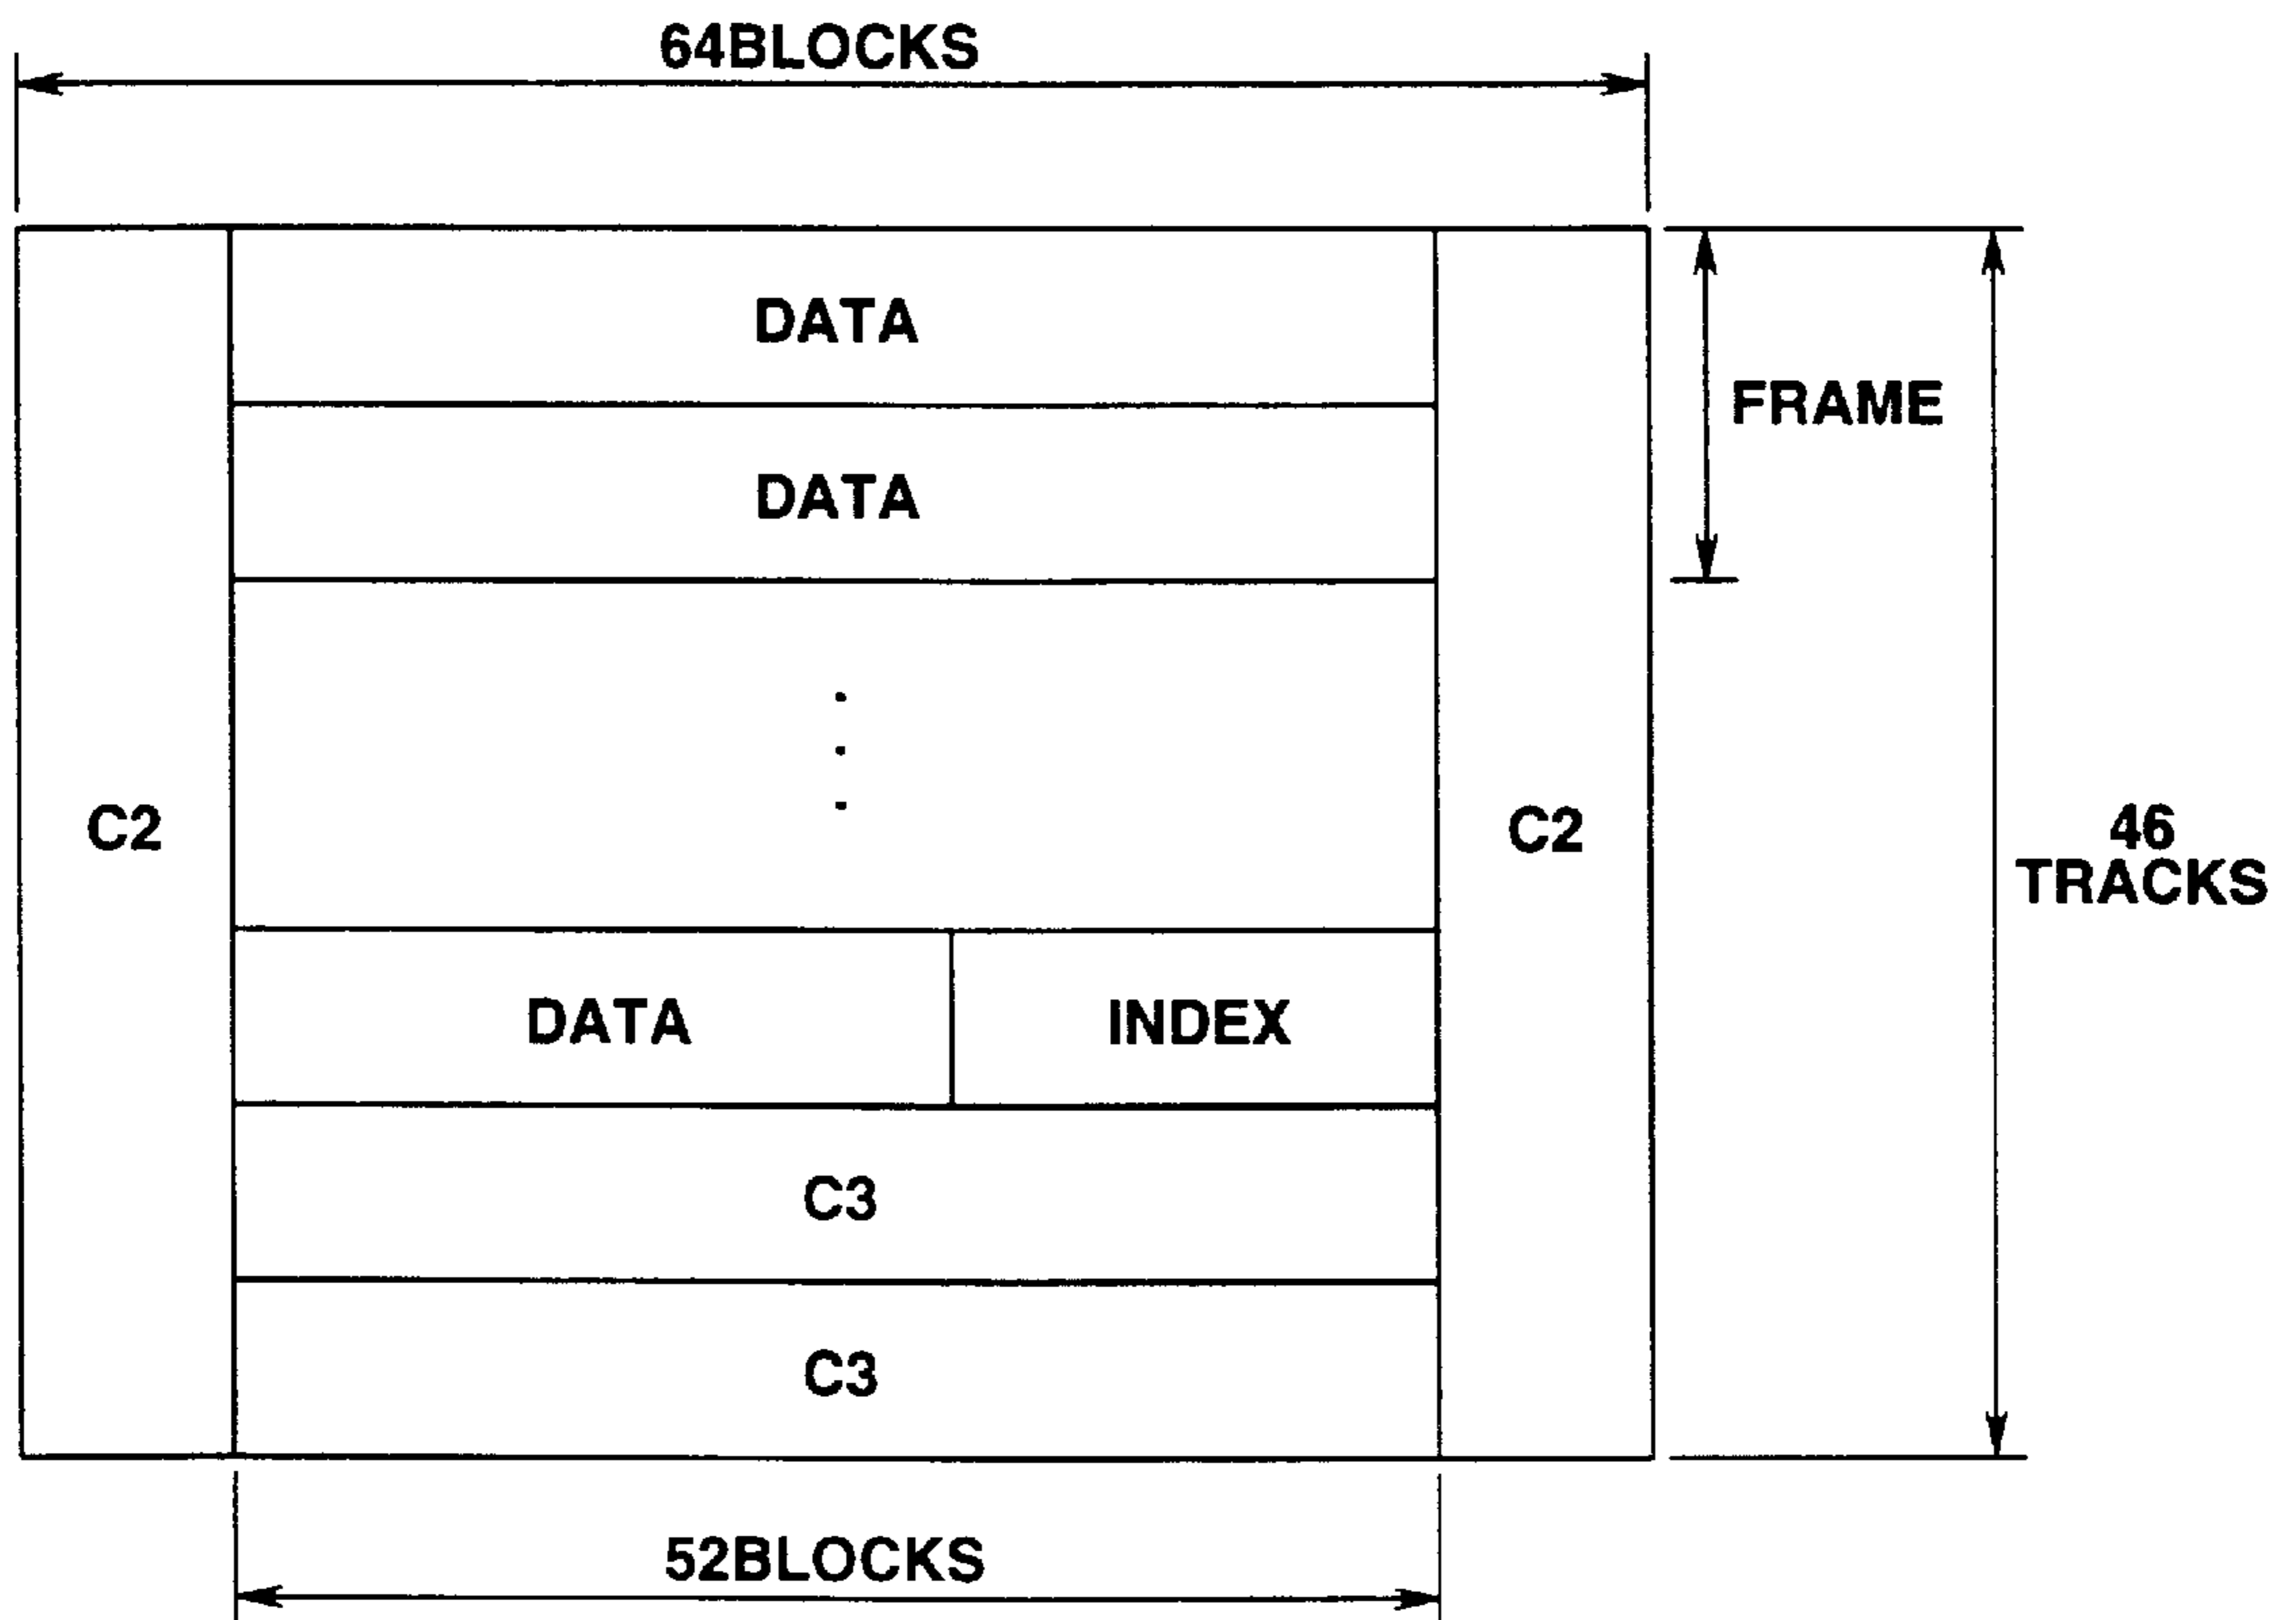 64BLOCKS
DATA
FRAME
DATA
C2
C2
46
TRACKS
DATA
INDEX
C3
C3
52BLOCKS